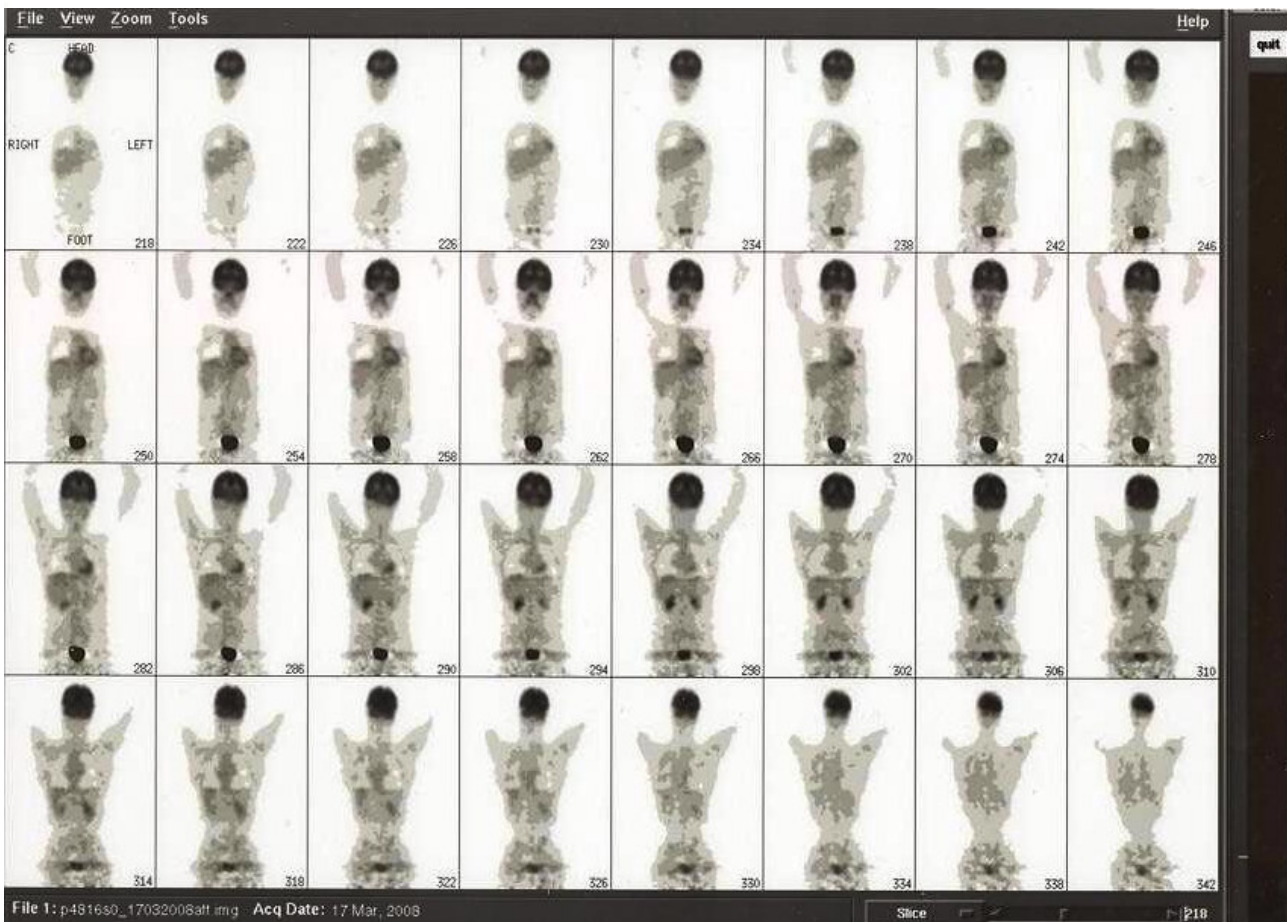 File View Zoom Tools Help
quit
C HEAD
RIGHT LEFT
FOOT 218 222 226 230 234 238 242 246
250 254 258 262 266 270 274 278
282 286 290 294 298 302 306 310
314 318 322 326 330 334 338 342
File 1: p4816s0_17032008att.img Acq Date: 17 Mar, 2008 Slice 218